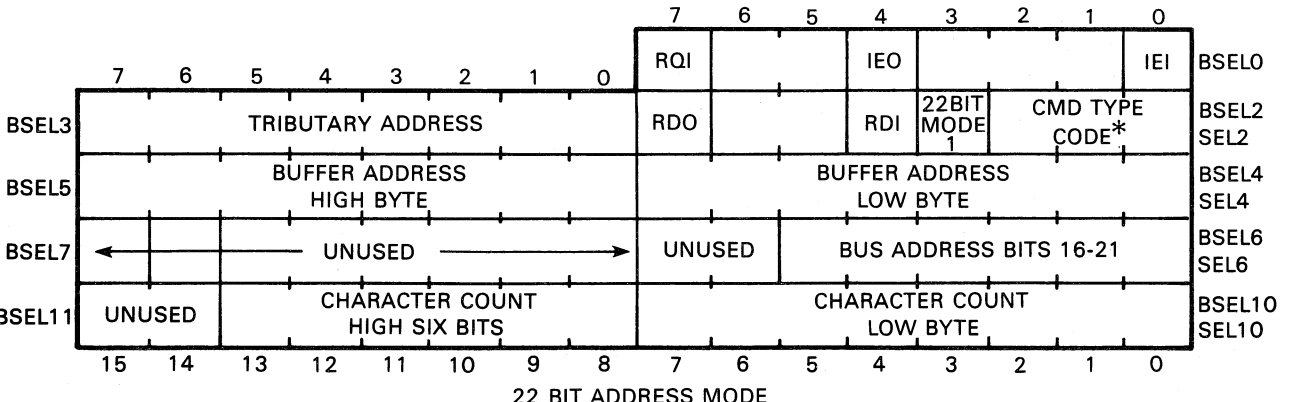 7 6 5 4 3 2 1 0
RQI IEO IEI BSEL0
7 6 5 4 3 2 1 0
BSEL3 TRIBUTARY ADDRESS RDO RDI 22BIT MODE 1 CMD TYPE CODE* BSEL2 SEL2
BSEL5 BUFFER ADDRESS HIGH BYTE BUFFER ADDRESS LOW BYTE BSEL4 SEL4
BSEL7 UNUSED UNUSED BUS ADDRESS BITS 16-21 BSEL6 SEL6
BSEL11 UNUSED CHARACTER COUNT HIGH SIX BITS CHARACTER COUNT LOW BYTE BSEL10 SEL10
15 14 13 12 11 10 9 8 7 6 5 4 3 2 1 0
22 BIT ADDRESS MODE